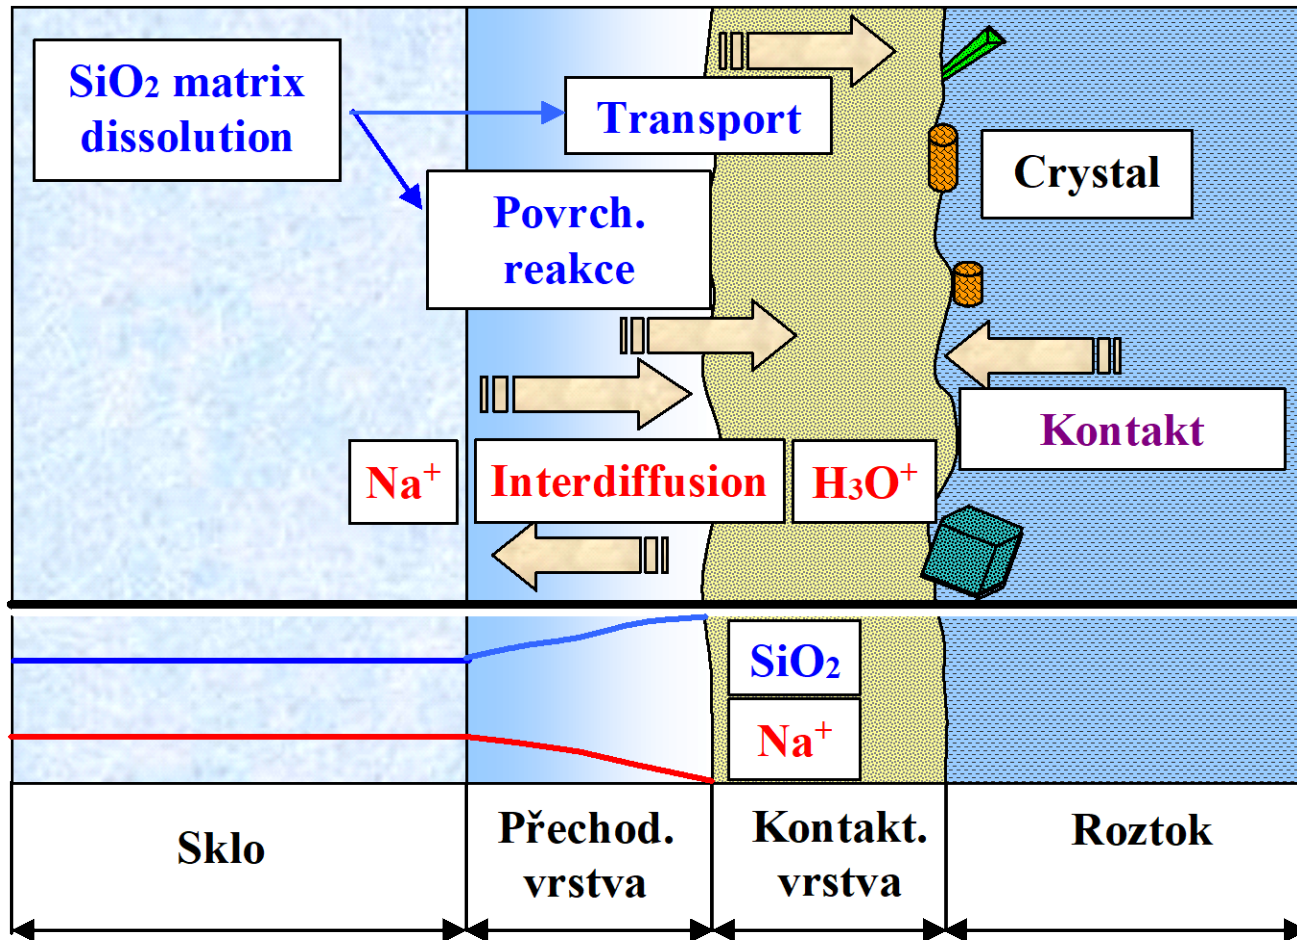 SiO₂ matrix
dissolution
Transport
Povrch.
reakce
Crystal
Kontakt
Na⁺
Interdiffusion
H₃O⁺
SiO₂
Na⁺
Sklo
Přechod.
vrstva
Kontakt.
vrstva
Roztok